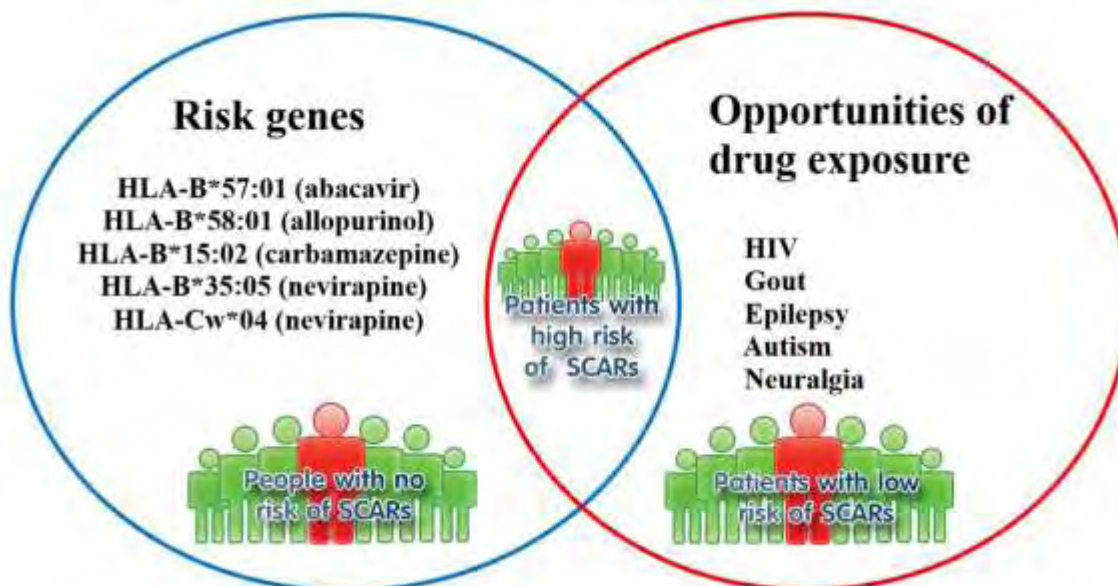 Risk genes
HLA-B*57:01 (abacavir)
HLA-B*58:01 (allopurinol)
HLA-B*15:02 (carbamazepine)
HLA-B*35:05 (nevirapine)
HLA-Cw*04 (nevirapine)
People with no
risk of SCARs
Patients with
high risk
of SCARs
Opportunities of
drug exposure
HIV
Gout
Epilepsy
Autism
Neuralgia
Patients with low
risk of SCARs